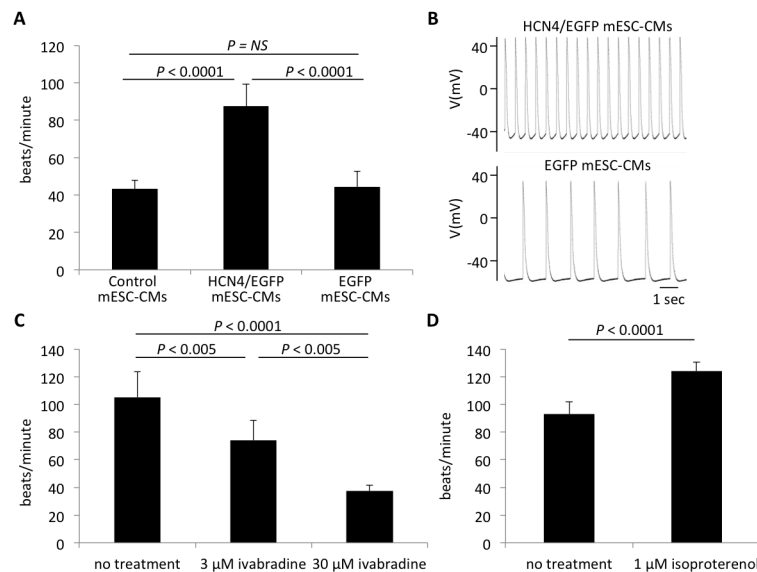 A
P = NS
P < 0.0001 P < 0.0001
beats/minute
120
100
80
60
40
20
0
Control
mESC-CMs
HCN4/EGFP
mESC-CMs
EGFP
mESC-CMs
B
HCN4/EGFP mESC-CMs
V(mV)
40
0
-40
EGFP mESC-CMs
V(mV)
40
0
-40
1 sec
C
P < 0.0001
P < 0.005 P < 0.005
beats/minute
140
120
100
80
60
40
20
0
no treatment 3 µM ivabradine 30 µM ivabradine
D
P < 0.0001
beats/minute
140
120
100
80
60
40
20
0
no treatment 1 µM isoproterenol